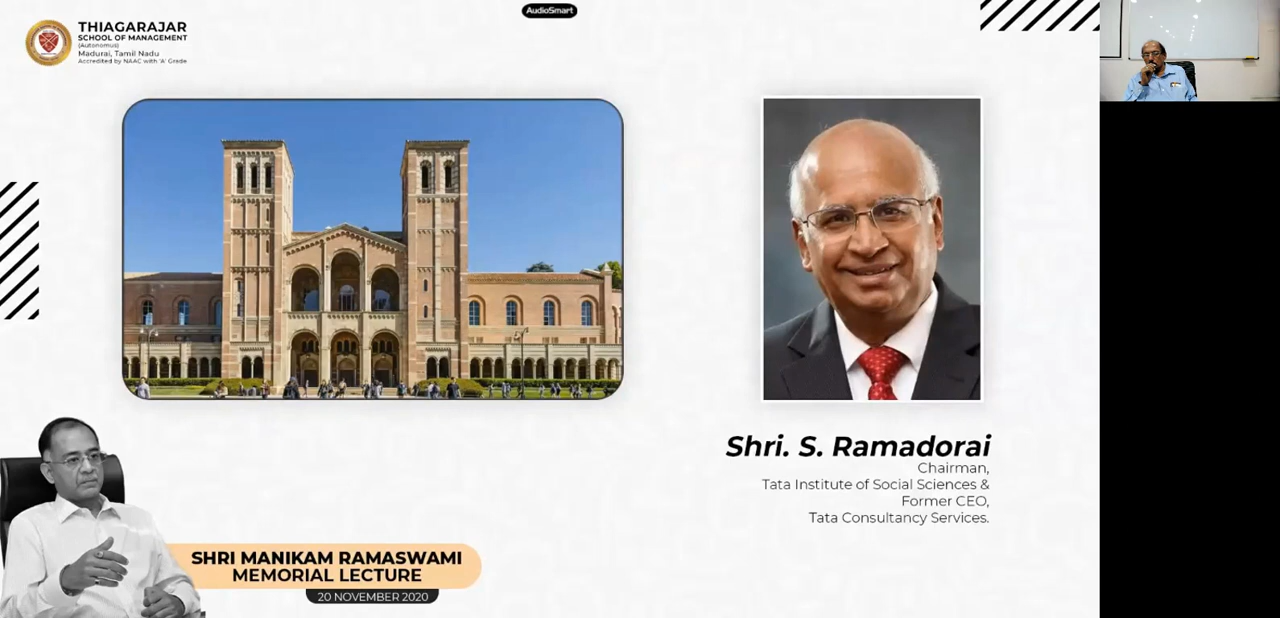 AudioSmart
THIAGARAJAR
SCHOOL OF MANAGEMENT
(Autonomus)
Madurai, Tamil Nadu
Accredited by NAAC with 'A' Grade
Shri. S. Ramadorai
Chairman,
Tata Institute of Social Sciences &
Former CEO,
Tata Consultancy Services.
SHRI MANIKAM RAMASWAMI
MEMORIAL LECTURE
20 NOVEMBER 2020